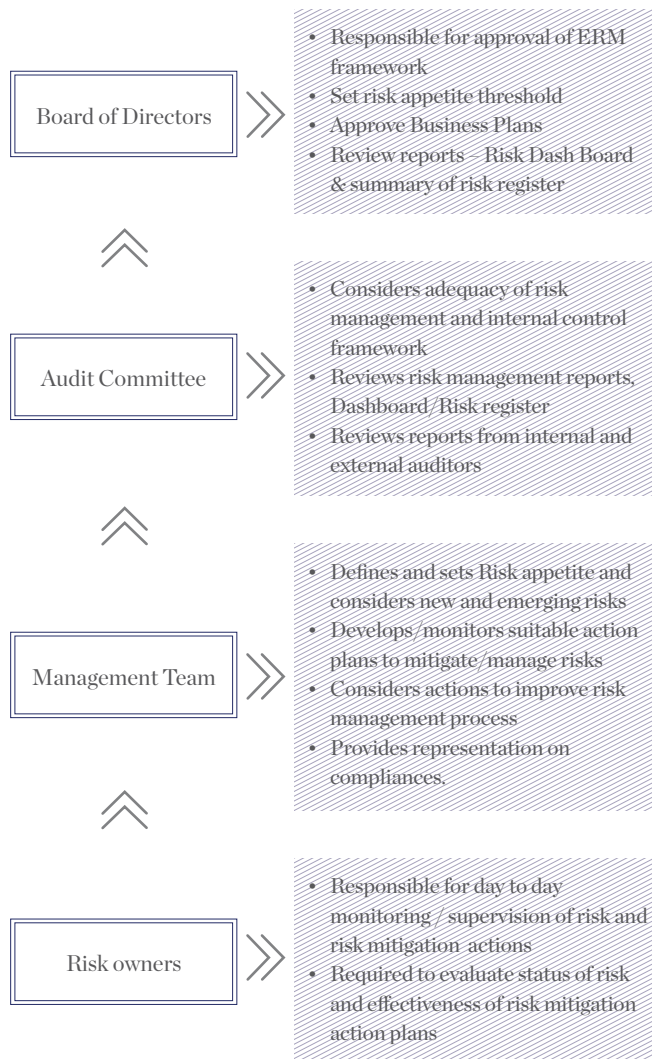 Board of Directors
• Responsible for approval of ERM
framework
• Set risk appetite threshold
• Approve Business Plans
• Review reports – Risk Dash Board
& summary of risk register
Audit Committee
• Considers adequacy of risk
management and internal control
framework
• Reviews risk management reports,
Dashboard/Risk register
• Reviews reports from internal and
external auditors
Management Team
• Defines and sets Risk appetite and
considers new and emerging risks
• Develops/monitors suitable action
plans to mitigate/manage risks
• Considers actions to improve risk
management process
• Provides representation on
compliances.
Risk owners
• Responsible for day to day
monitoring / supervision of risk and
risk mitigation actions
• Required to evaluate status of risk
and effectiveness of risk mitigation
action plans